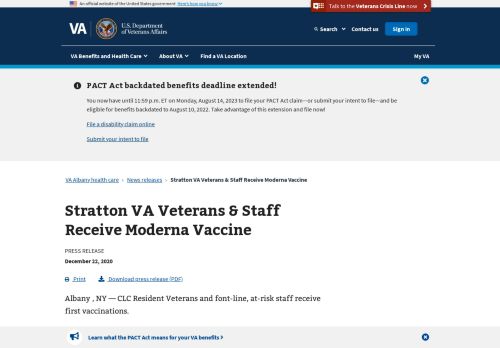 An official website of the United States government Here's how you know
Talk to the Veterans Crisis Line now
VA
U.S. Department
of Veterans Affairs
Search
Contact us
Sign in
VA Benefits and Health Care
About VA
Find a VA Location
My VA
PACT Act backdated benefits deadline extended!
You now have until 11:59 p.m. ET on Monday, August 14, 2023 to file your PACT claim—or submit your intent to file—and be
eligible for benefits backdated to August 10, 2022. Take advantage of this extension and file now!
File a disability claim online
Submit your intent to file
VA Albany health care › News releases › Stratton VA Veterans & Staff Receive Moderna Vaccine
Stratton VA Veterans & Staff
Receive Moderna Vaccine
PRESS RELEASE
December 22, 2020
Print
Download press release (PDF)
Albany , NY — CLC Resident Veterans and font-line, at-risk staff receive
first vaccinations.
Learn what the PACT Act means for your VA benefits >